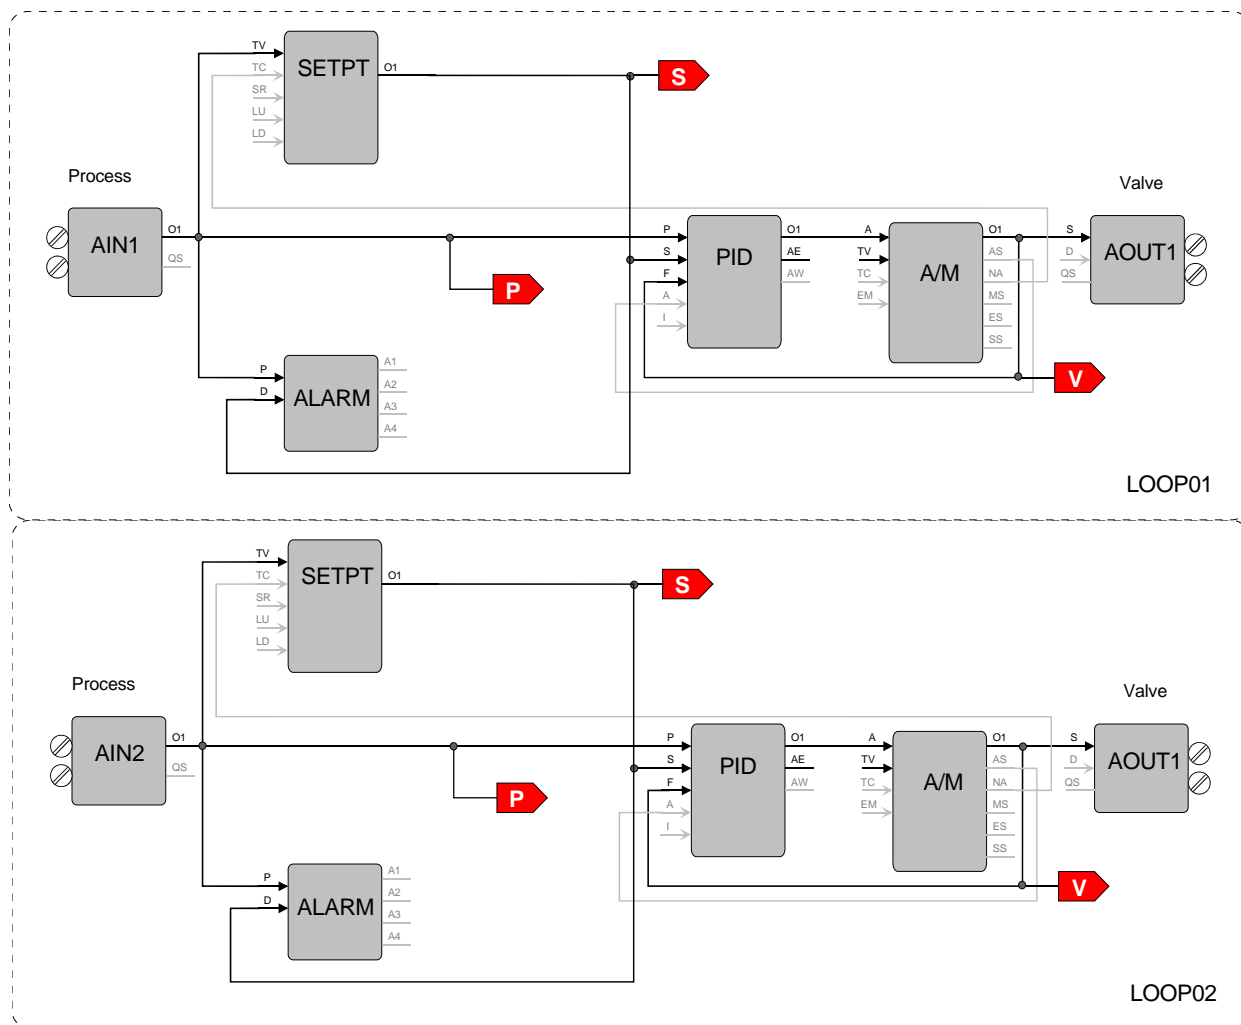 TV
TC
SR
LU
LD
SETPT
O1
S
Process
AIN1
O1
QS
P
P
S
F
A
I
PID
O1
AE
AW
A
TV
TC
EM
A/M
O1
AS
NA
MS
ES
SS
Valve
S
D
QS
AOUT1
P
D
ALARM
A1
A2
A3
A4
V
LOOP01
TV
TC
SR
LU
LD
SETPT
O1
S
Process
AIN2
O1
QS
P
P
S
F
A
I
PID
O1
AE
AW
A
TV
TC
EM
A/M
O1
AS
NA
MS
ES
SS
Valve
S
D
QS
AOUT1
P
D
ALARM
A1
A2
A3
A4
V
LOOP02